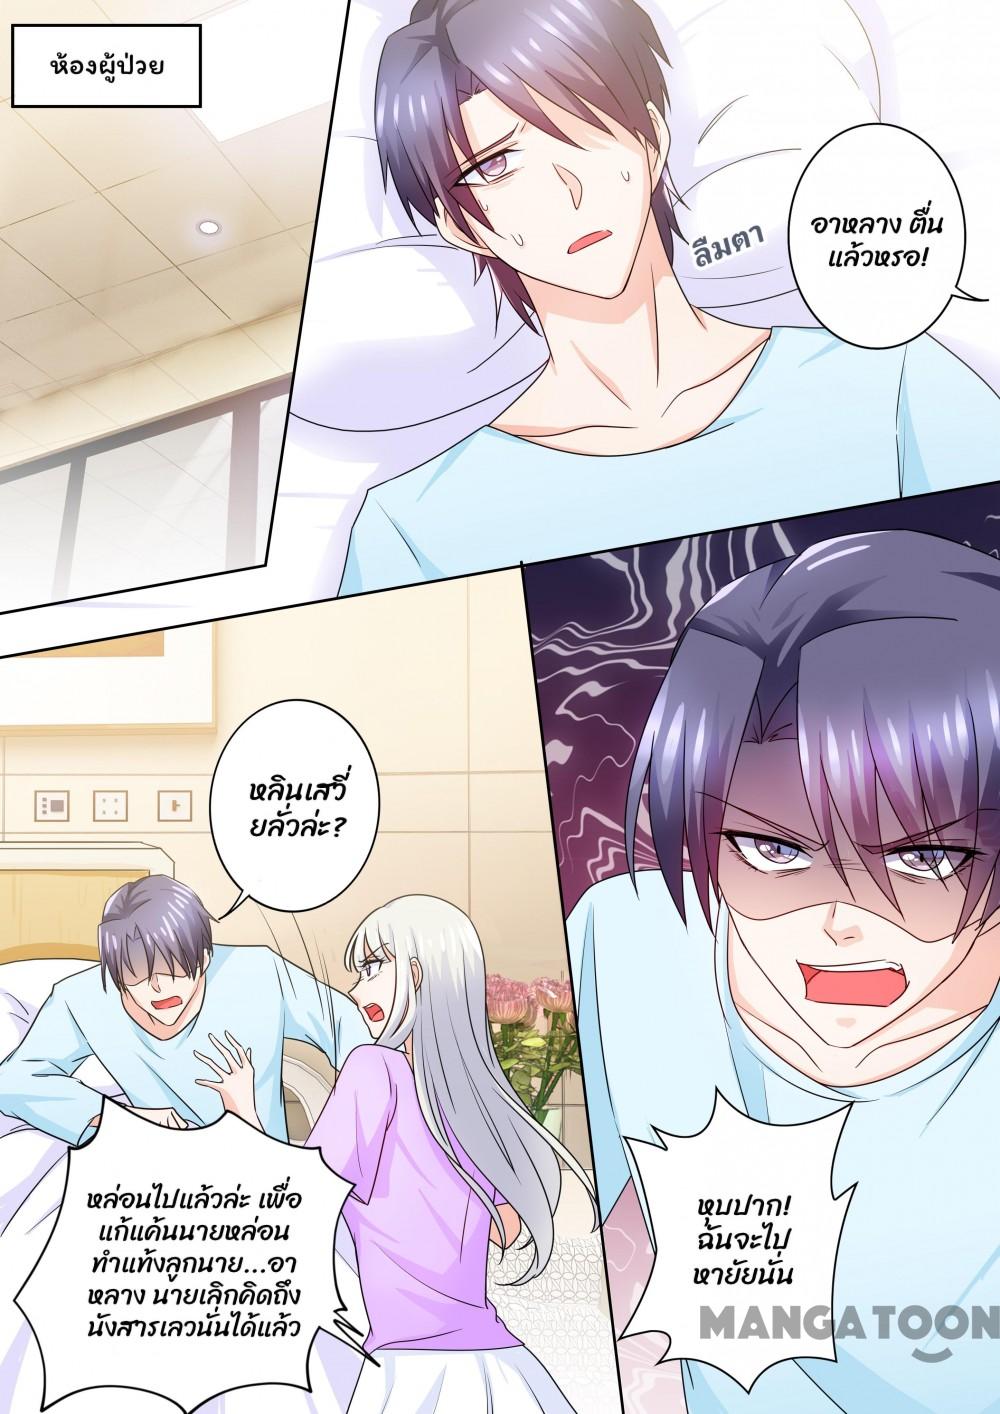 ห้องผู้ป่วย
อาหลาง ตื่น
แล้วหรอ!
ลืมตา
หลินเสวี่
ยลั่วล่ะ?
หล่อนไปแล้วล่ะ เพื่อ
แก้แค้นนายหล่อน
ทำแท้งลูกนาย...อา
หลาง นายเลิกคิดถึง
นังสารเลวนั่นได้แล้ว
หุบปาก!
ฉันจะไป
หายัยนั่น
MANGATOON